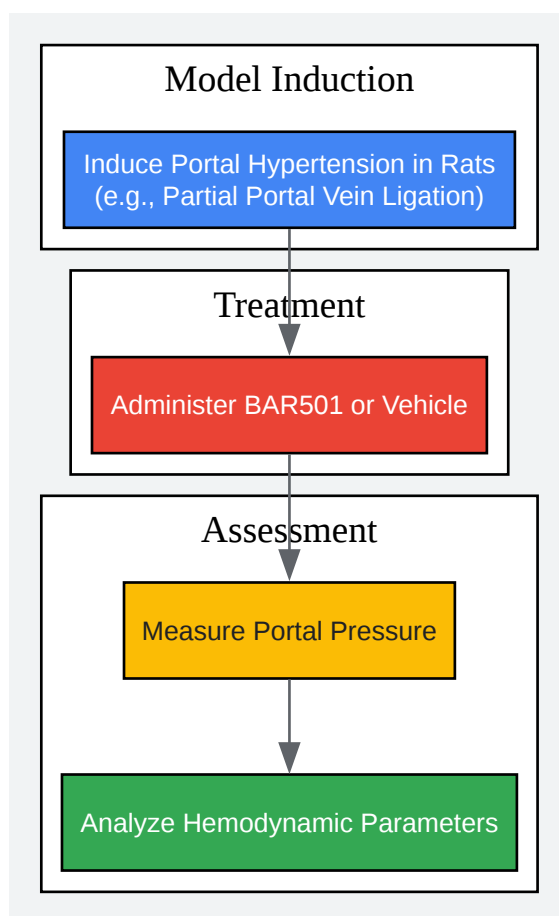 Model Induction
Induce Portal Hypertension in Rats
(e.g., Partial Portal Vein Ligation)
Treatment
Administer BAR501 or Vehicle
Assessment
Measure Portal Pressure
Analyze Hemodynamic Parameters